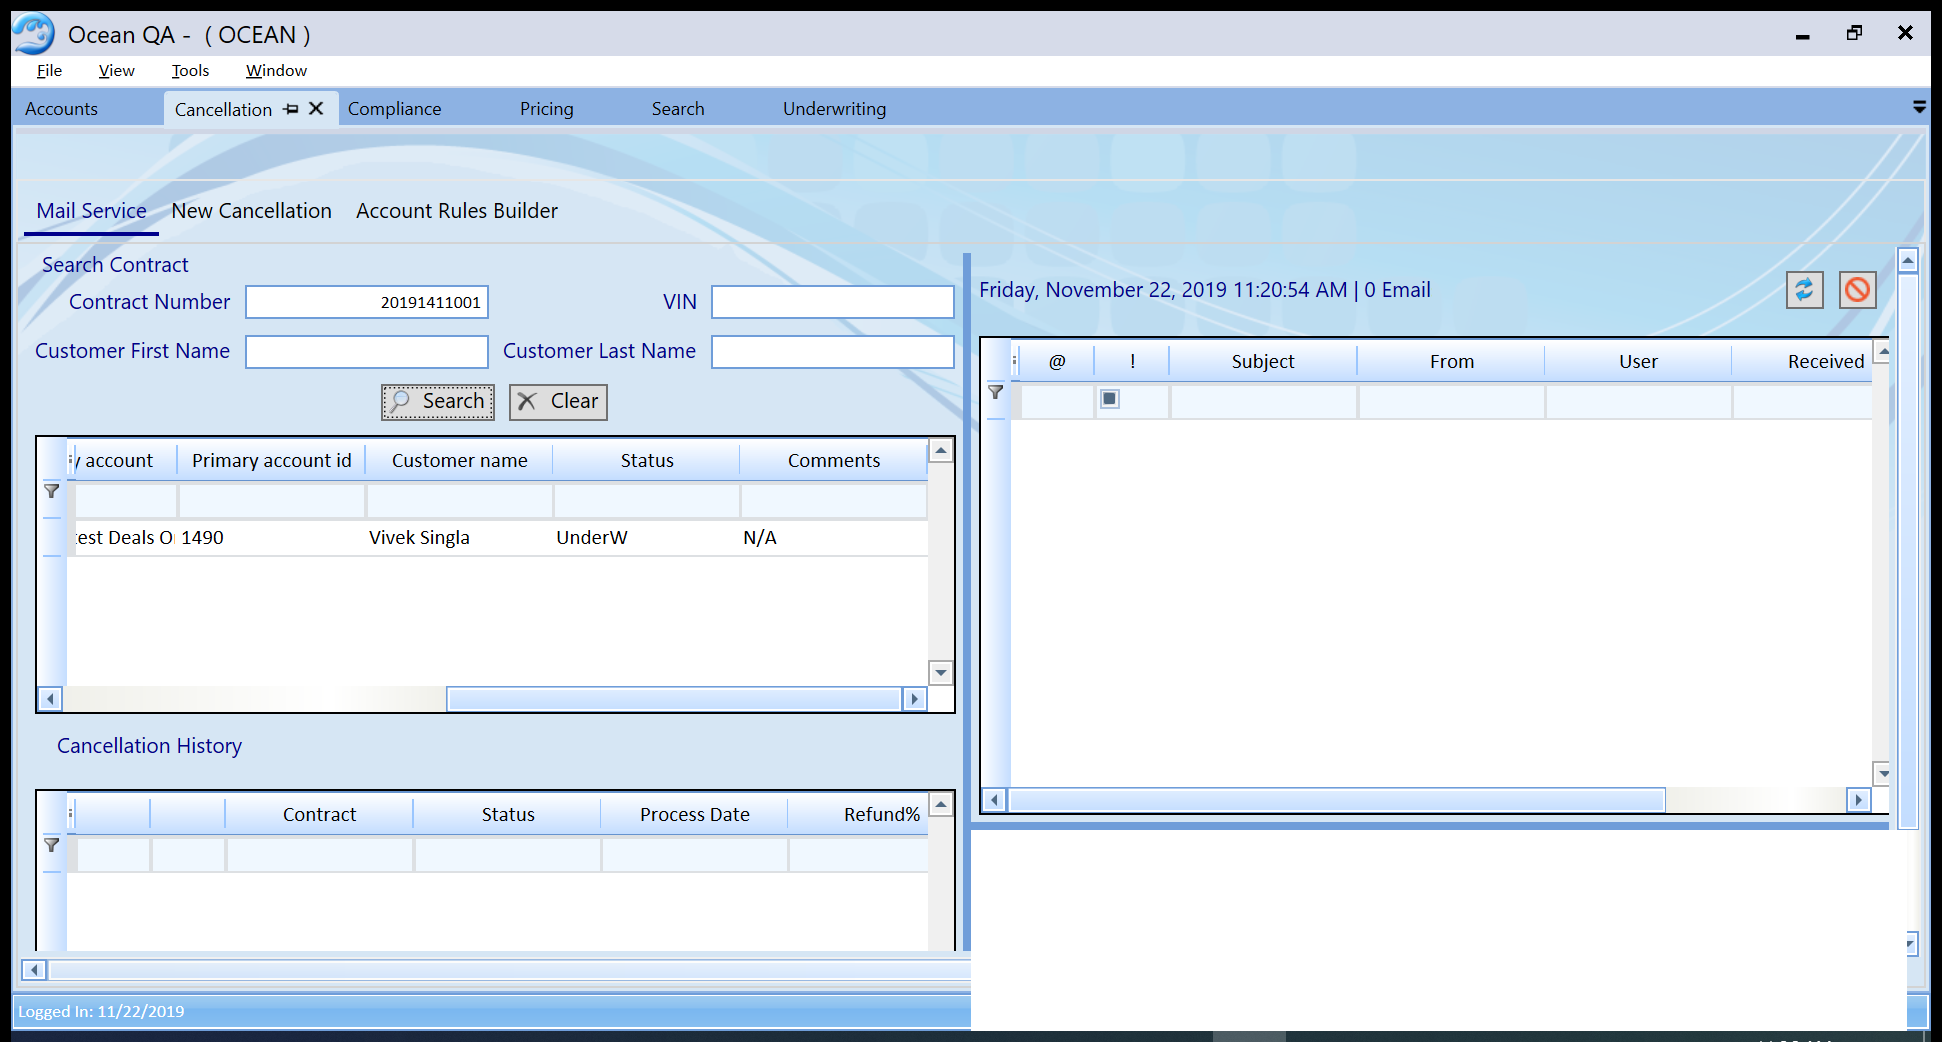 Ocean QA - ( OCEAN )
File View Tools Window
Accounts Cancellation Compliance Pricing Search Underwriting
Mail Service New Cancellation Account Rules Builder
Search Contract
Contract Number 20191411001 VIN
Customer First Name Customer Last Name
Search Clear
Friday, November 22, 2019 11:20:54 AM | 0 Email
@ ! Subject From User Received
y account Primary account id Customer name Status Comments
est Deals O 1490 Vivek Singla UnderW N/A
Cancellation History
Contract Status Process Date Refund%
Logged In: 11/22/2019